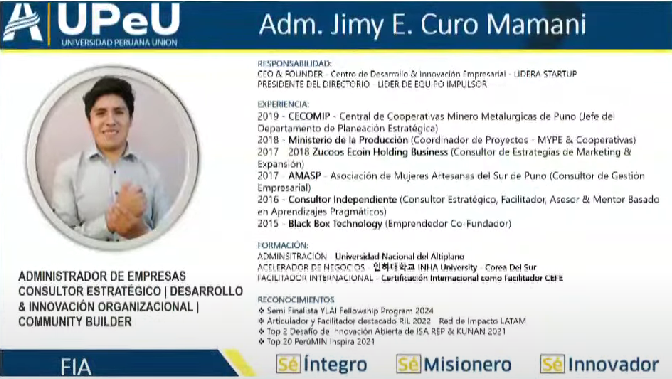 UPeU
UNIVERSIDAD PERUANA UNION
Adm. Jimy E. Curo Mamani
RESPONSABILIDAD:
CEO & FOUNDER - Centro de Desarrollo & Innovación Empresarial - LIDERA STARTUP
PRESIDENTE DEL DIRECTORIO - LIDER DE EQUIPO IMPULSOR
EXPERIENCIA:
2019 - CECOMIP - Central de Cooperativas Minero Metalurgicas de Puno (Jefe de
Departamento de Planeación Estratégica)
2018 - Ministerio de la Producción (Coordinador de Proyectos - MYPE & Cooperativas)
2017 - 2018 Zucoos Ecoin Holding Business (Consultor de Estrategias de Marketing &
Expansión)
2017 - AMASP - Asociación de Mujeres Artesanas del Sur de Puno (Consultor de Gestión
Empresarial)
2016 - Consultor Independiente (Consultor Estratégico, Facilitador, Asesor & Mentor Basado
en Aprendizajes Pragmáticos)
2015 - Black Box Technology (Emprendedor Co-Fundador)
FORMACIÓN:
ADMINSITRACION - Universidad Nacional del Altiplano
ACELERADOR DE NEGOCIOS - 인하대학교 INHA University - Corea Del Sur
FACILITADOR INTERNACIONAL - Certificación Internacional como facilitador CEFE
RECONOCIMIENTOS
❖ Semi Finalista YLAI Fellowship Program 2024
❖ Articulador y Facilitador destacado RIL 2022 - Red de Impacto LATAM
❖ Top 2 Desafío de Innovación Abierta de ISA REP & KUNAN 2021
❖ Top 20 PerúMIN Inspira 2021
ADMINISTRADOR DE EMPRESAS
CONSULTOR ESTRATÉGICO | DESARROLLO
& INNOVACIÓN ORGANIZACIONAL |
COMMUNITY BUILDER
FIA
Sé Íntegro
Sé Misionero
Sé Innovador